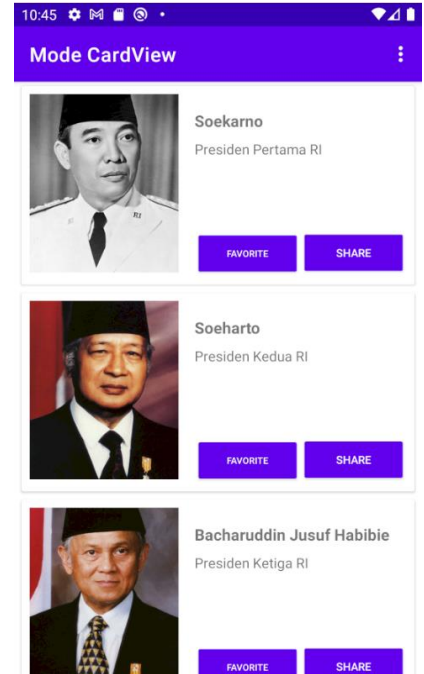 10:45
Mode CardView
Soekarno
Presiden Pertama RI
RI
FAVORITE
SHARE
Soeharto
Presiden Kedua RI
FAVORITE
SHARE
Bacharuddin Jusuf Habibie
Presiden Ketiga RI
FAVORITE
SHARE